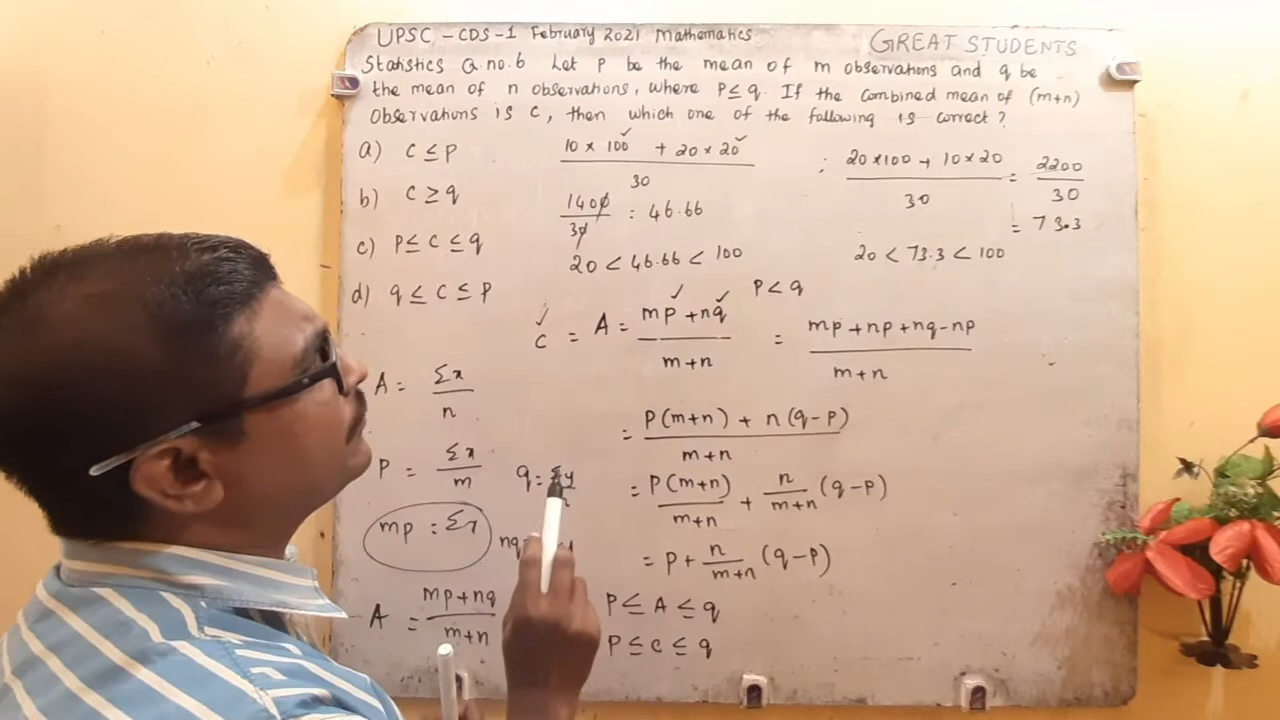 UPSC - CDS - 1 February 2021 Mathematics
GREAT STUDENTS
Statistics Q.no.6 Let P be the mean of m observations and q be
the mean of n observations, where P ≤ q. If the combined mean of (m+n)
observations is C, then which one of the following is correct?
a) C ≤ P
b) C ≥ q
c) P ≤ C ≤ q
d) q ≤ C ≤ P
10 × 100 + 20 × 20
30
1400
30
: 46.66
20 < 46.66 < 100
: 20×100 + 10×20 = 2200
30 30
= 73.3
20 < 73.3 < 100
P < q
C = A = mp + nq = mp + np + nq - np
m+n m+n
= P(m+n) + n(q-P)
m+n
= P(m+n) + n (q-P)
m+n m+n
= P + n (q-P)
m+n
P ≤ A ≤ q
P ≤ C ≤ q
A = Σx
n
P = Σx
m
q = Σy
mp = Σx
nq
A = mp+nq
m+n